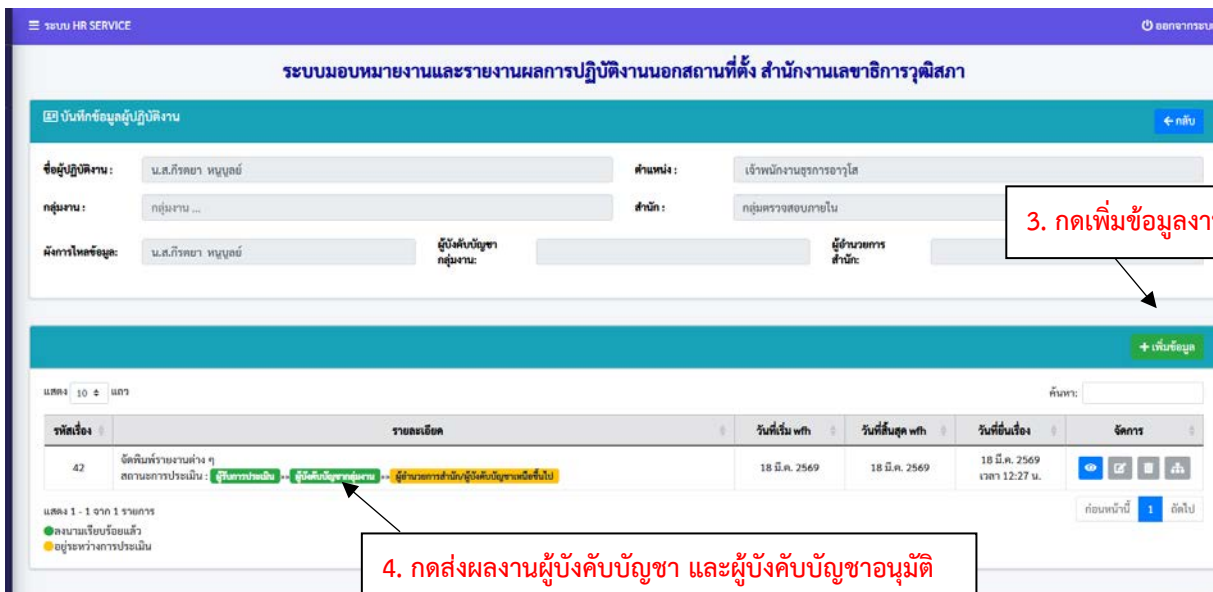 ระบบ HR SERVICE
ออกจากระบบ
ระบบมอบหมายงานและรายงานผลการปฏิบัติงานนอกสถานที่ตั้ง สำนักงานเลขาธิการวุฒิสภา
บันทึกข้อมูลผู้ปฏิบัติงาน
กลับ
ชื่อผู้ปฏิบัติงาน : น.ส.ภีรตยา หนูบูลย์ ตำแหน่ง : เจ้าพนักงานธุรการอาวุโส
กลุ่มงาน : กลุ่มงาน ... สำนัก : กลุ่มตรวจสอบภายใน
3. กดเพิ่มข้อมูลงาน
ผังการไหลข้อมูล: น.ส.ภีรตยา หนูบูลย์ ผู้บังคับบัญชา
กลุ่มงาน:
ผู้อำนวยการ
สำนัก:
+ เพิ่มข้อมูล
แสดง 10 แถว ค้นหา:
รหัสเรื่อง รายละเอียด วันที่เริ่ม wfh วันที่สิ้นสุด wfh วันที่ยื่นเรื่อง จัดการ
42 จัดพิมพ์รายงานต่าง ๆ
สถานะการประเมิน : ผู้รับการประเมิน »» ผู้บังคับบัญชากลุ่มงาน »» ผู้อำนวยการสำนัก/ผู้บังคับบัญชาเหนือขึ้นไป
18 มี.ค. 2569 18 มี.ค. 2569 18 มี.ค. 2569
เวลา 12:27 น.
แสดง 1 - 1 จาก 1 รายการ
ก่อนหน้านี้ 1 ถัดไป
ลงนามเรียบร้อยแล้ว
อยู่ระหว่างการประเมิน
4. กดส่งผลงานผู้บังคับบัญชา และผู้บังคับบัญชาอนุมัติ